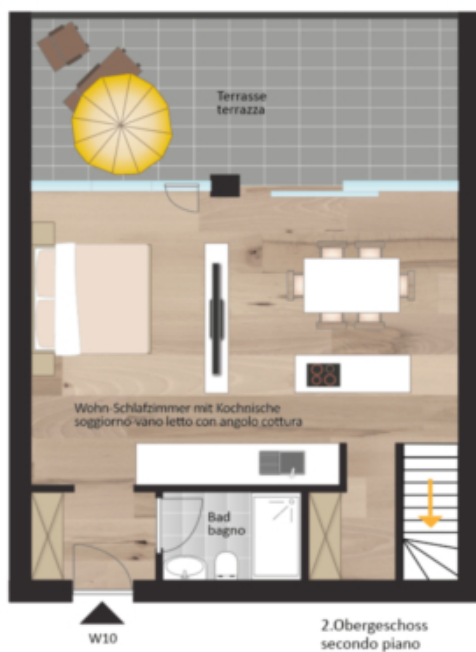 Terrasse
terrazza
Wohn-Schlafzimmer mit Kochnische
soggiorno-vano letto con angolo cottura
Bad
bagno
W10
2.Obergeschoss
secondo piano